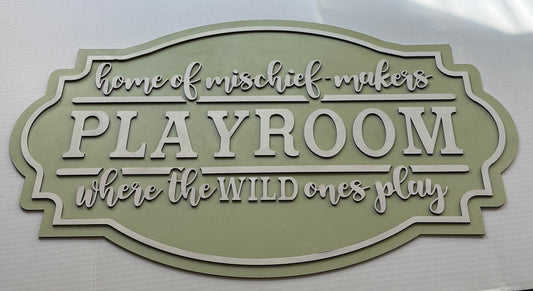 home of mischief-makers
PLAYROOM
where the WILD ones play